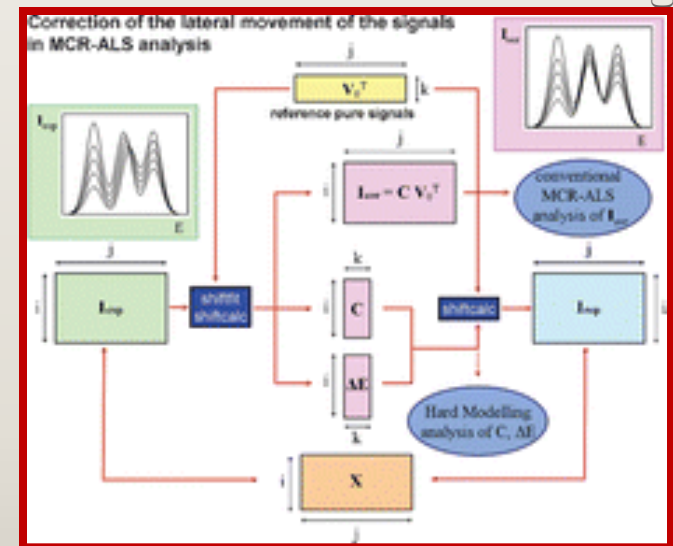 Correction of the lateral movement of the signals
in MCR-ALS analysis
j
V₀ᵀ
k
reference pure signals
I_cor
E
I_exp
E
j
i
I_cor = C V₀ᵀ
conventional
MCR-ALS
analysis of I_cor
j
i
I_exp
shiftfit
shiftcalc
k
i
C
shiftcalc
j
I_rep
i
i
ΔE
k
Hard Modelling
analysis of C, ΔE
i
X
j